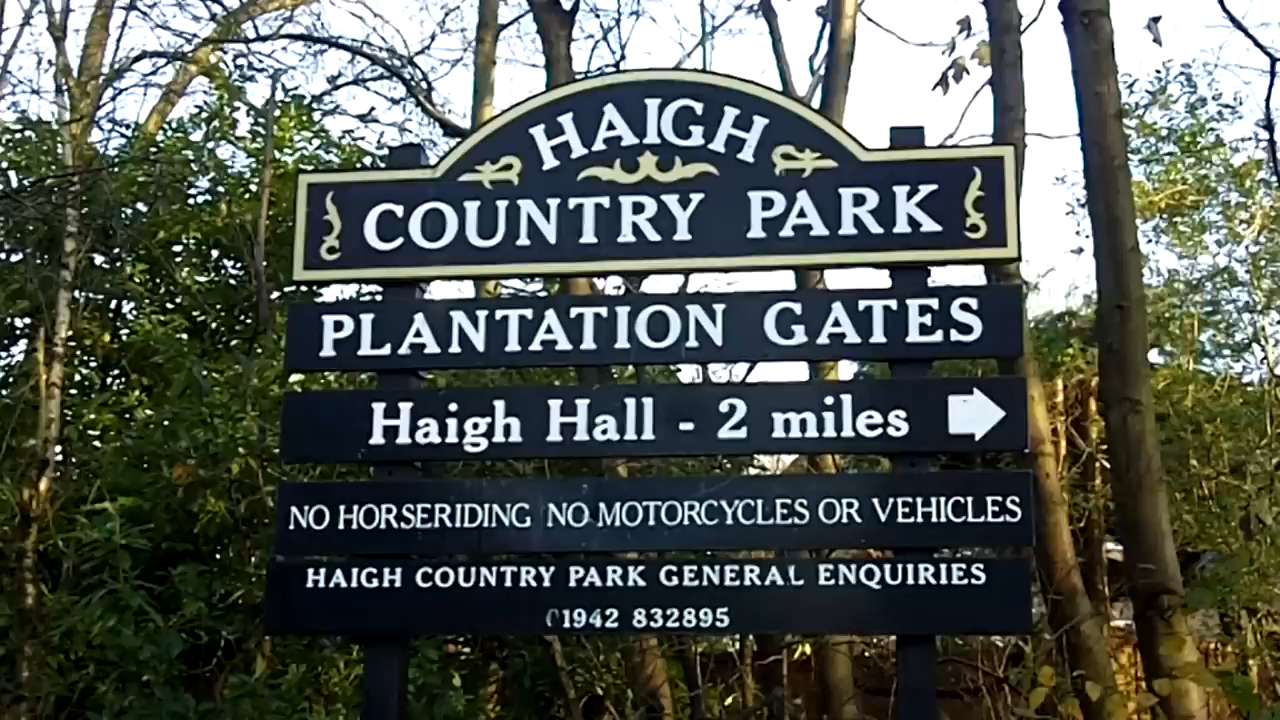 HAIGH
COUNTRY PARK
PLANTATION GATES
Haigh Hall - 2 miles
NO HORSERIDING NO MOTORCYCLES OR VEHICLES
HAIGH COUNTRY PARK GENERAL ENQUIRIES
01942 832895